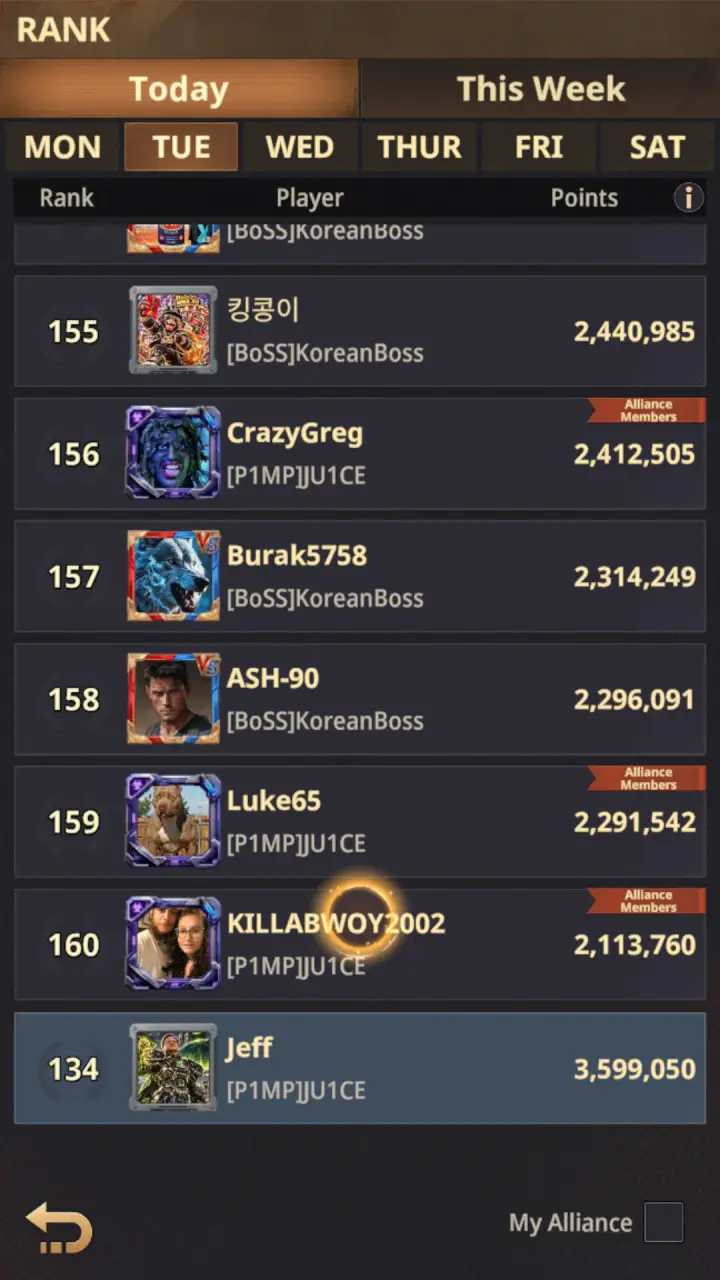 RANK
Today
This Week
MON
TUE
WED
THUR
FRI
SAT
Rank
Player
Points
[BoSS]KoreanBoss
155
킹콩이
[BoSS]KoreanBoss
2,440,985
Alliance
Members
156
CrazyGreg
[P1MP]JU1CE
2,412,505
157
Burak5758
[BoSS]KoreanBoss
2,314,249
158
ASH-90
[BoSS]KoreanBoss
2,296,091
Alliance
Members
159
Luke65
[P1MP]JU1CE
2,291,542
Alliance
Members
160
KILLABWOY2002
[P1MP]JU1CE
2,113,760
134
Jeff
[P1MP]JU1CE
3,599,050
My Alliance